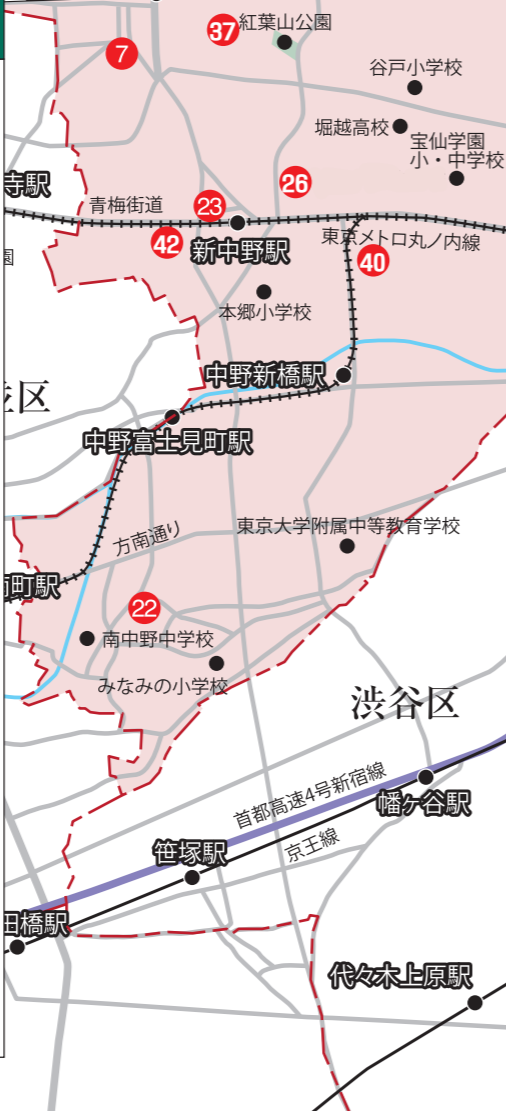 37
紅葉山公園
7
谷戸小学校
堀越高校
宝仙学園
小・中学校
26
寺駅
青梅街道
23
42
新中野駅
東京メトロ丸ノ内線
40
園
本郷小学校
中野新橋駅
区
中野富士見町駅
東京大学附属中等教育学校
方南通り
町駅
22
南中野中学校
みなみの小学校
渋谷区
首都高速4号新宿線
幡ヶ谷駅
笹塚駅
京王線
田橋駅
代々木上原駅